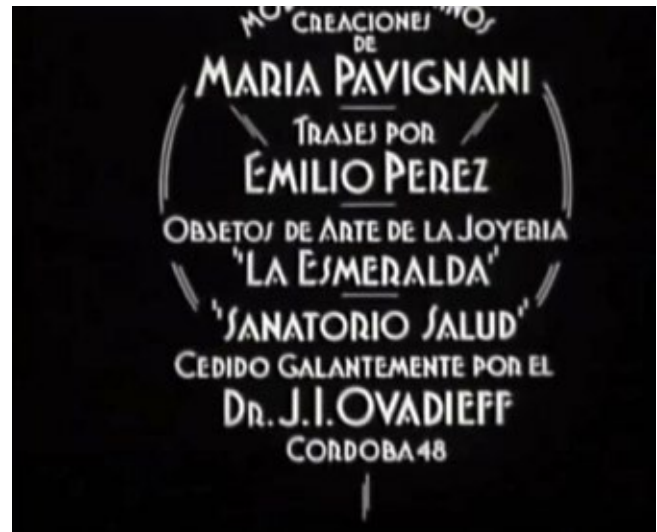 CREACIONES
DE
MARIA PAVIGNANI
TRAJES POR
EMILIO PEREZ
OBJETOS DE ARTE DE LA JOYERIA
"LA ESMERALDA"
"SANATORIO SALUD"
CEDIDO GALANTEMENTE POR EL
DR. J. I. OVADIEFF
CORDOBA 48